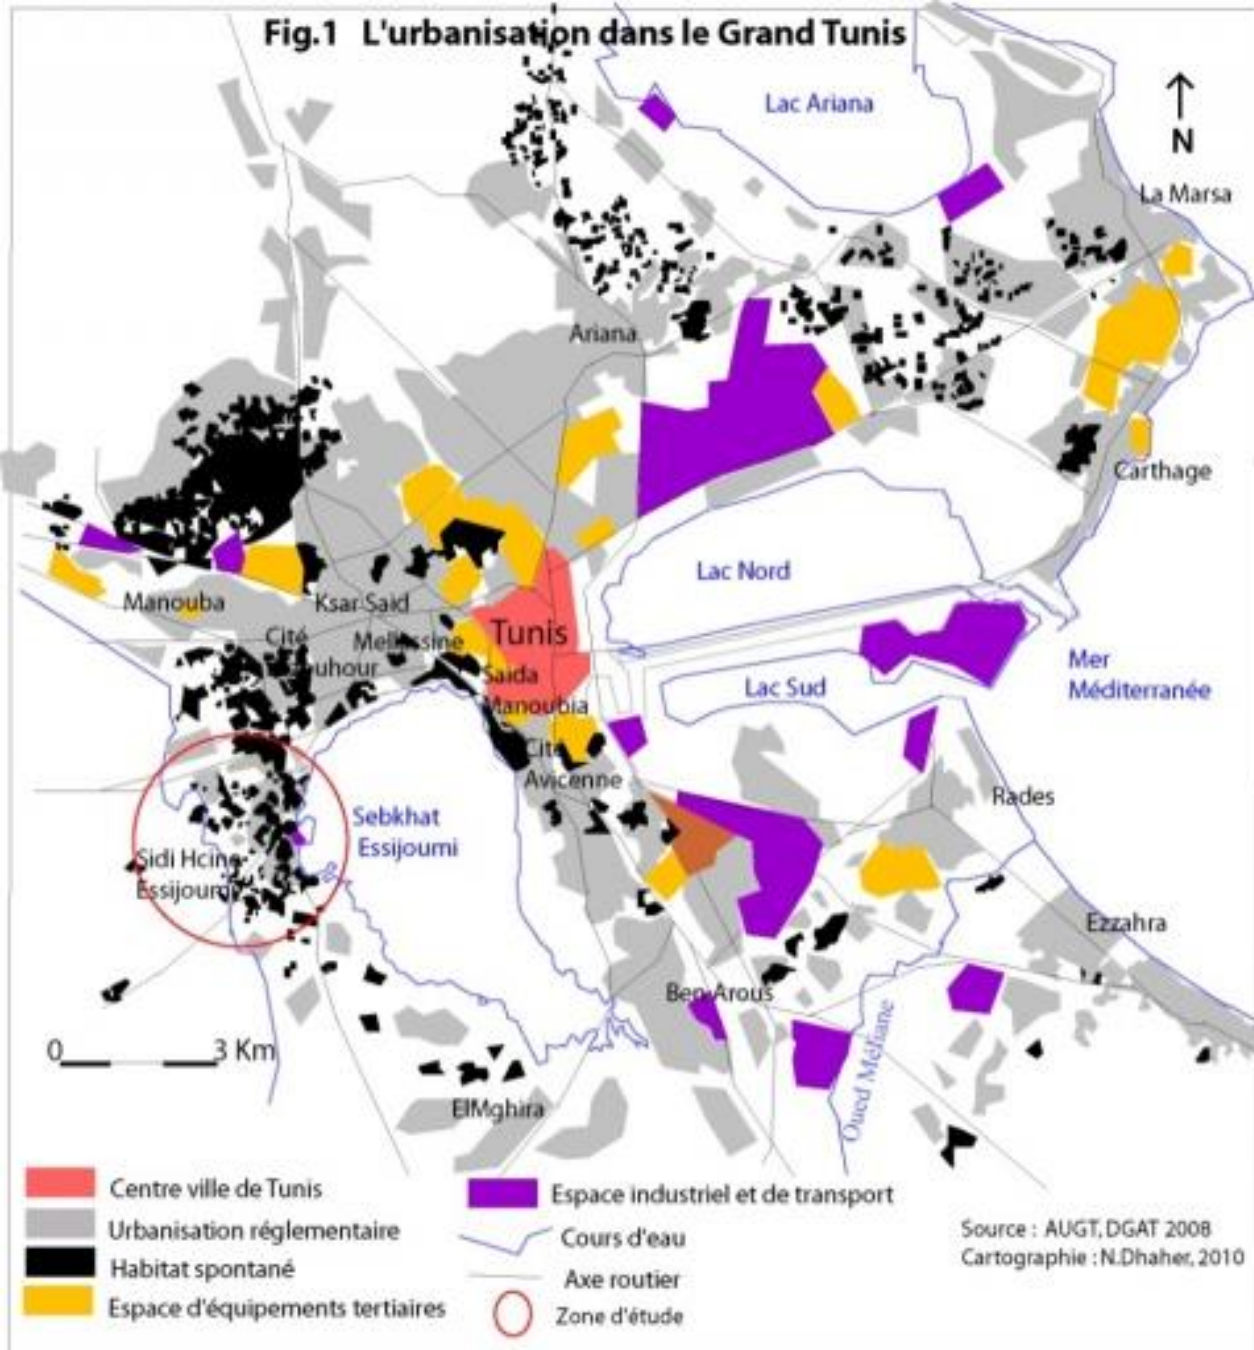 Fig.1 L'urbanisation dans le Grand Tunis
Lac Ariana
N
La Marsa
Ariana
Carthage
Lac Nord
Manouba
Ksar Said
Cité
Mellassine
Tunis
Saida
Manoubia
Lac Sud
Mer
Méditerranée
Cité
Avicenne
Rades
Sebkhat
Essijoumi
Sidi Hcine
Essijoumi
Ezzahra
Ben Arous
0 3 Km
Oued Méliane
ElMghira
Centre ville de Tunis
Urbanisation réglementaire
Habitat spontané
Espace d'équipements tertiaires
Espace industriel et de transport
Cours d'eau
Axe routier
Zone d'étude
Source : AUGT, DGAT 2008
Cartographie : N.Dhaher, 2010